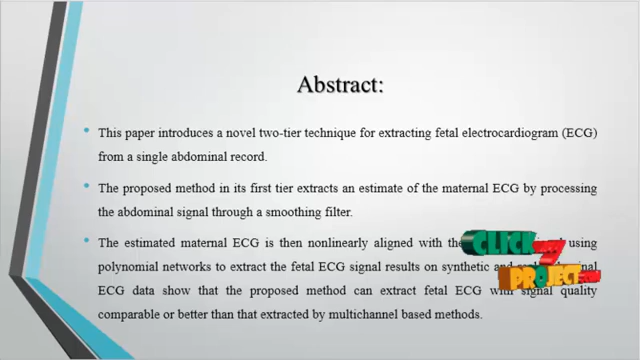 Abstract:
This paper introduces a novel two-tier technique for extracting fetal electrocardiogram (ECG)
from a single abdominal record.
The proposed method in its first tier extracts an estimate of the maternal ECG by processing
the abdominal signal through a smoothing filter.
The estimated maternal ECG is then nonlinearly aligned with the using
polynomial networks to extract the fetal ECG signal results on synthetic and
ECG data show that the proposed method can extract fetal ECG with signal quality
comparable or better than that extracted by multichannel based methods.
CLICK
MY
PROJECT.COM